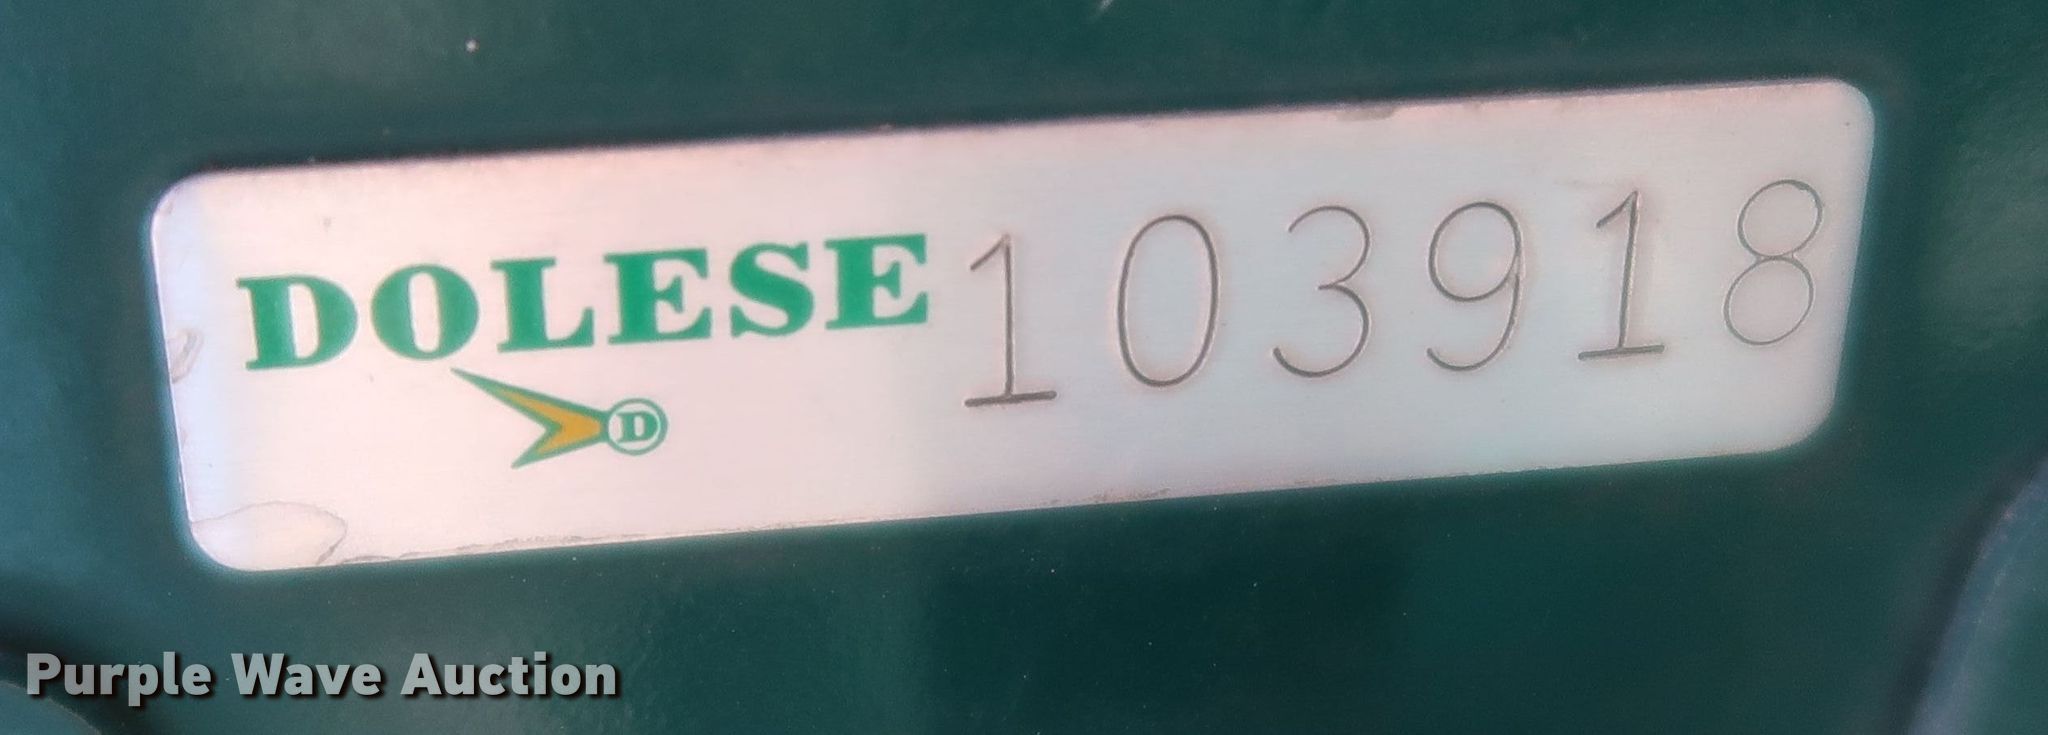 DOLESE 103918
D
Purple Wave Auction